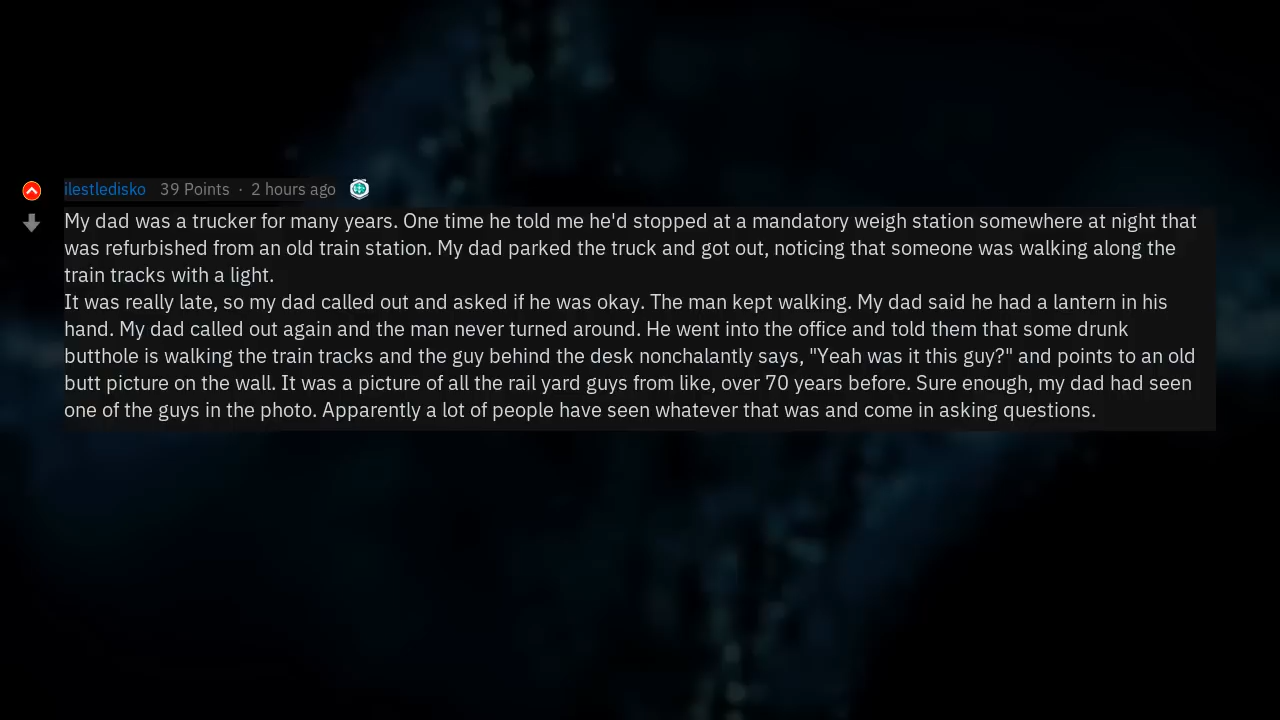 ilestledisko 39 Points · 2 hours ago
My dad was a trucker for many years. One time he told me he'd stopped at a mandatory weigh station somewhere at night that
was refurbished from an old train station. My dad parked the truck and got out, noticing that someone was walking along the
train tracks with a light.
It was really late, so my dad called out and asked if he was okay. The man kept walking. My dad said he had a lantern in his
hand. My dad called out again and the man never turned around. He went into the office and told them that some drunk
butthole is walking the train tracks and the guy behind the desk nonchalantly says, "Yeah was it this guy?" and points to an old
butt picture on the wall. It was a picture of all the rail yard guys from like, over 70 years before. Sure enough, my dad had seen
one of the guys in the photo. Apparently a lot of people have seen whatever that was and come in asking questions.